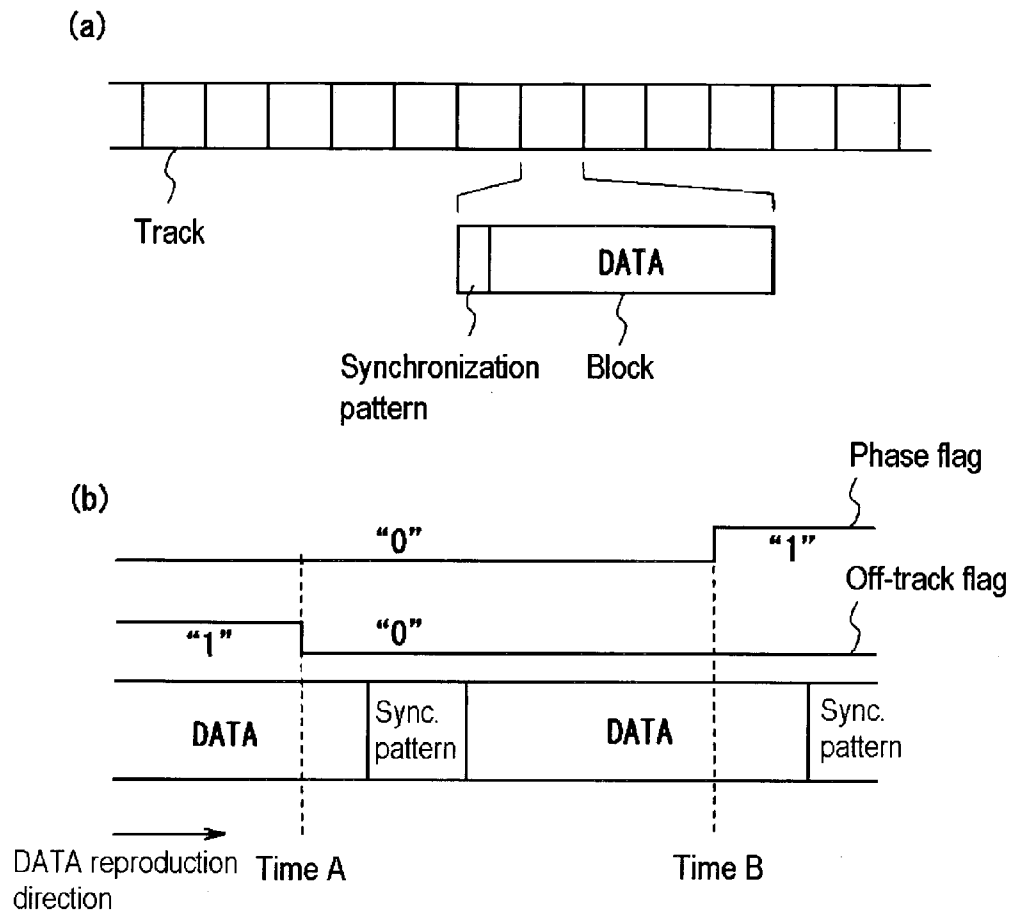 (a)
Track
DATA
Synchronization
pattern
Block
(b)
Phase flag
“0”
“1”
Off-track flag
“1”
“0”
DATA
Sync.
pattern
DATA
Sync.
pattern
DATA reproduction
direction
Time A
Time B